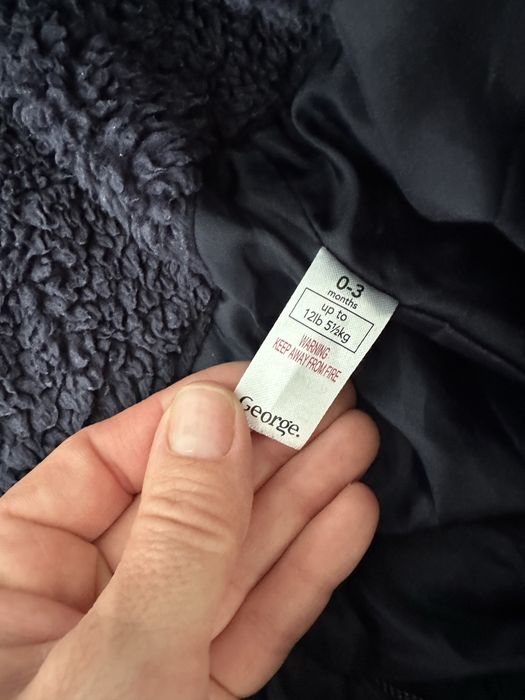 0-3
months
up to
12lb 5½kg
WARNING
KEEP AWAY FROM FIRE
George.